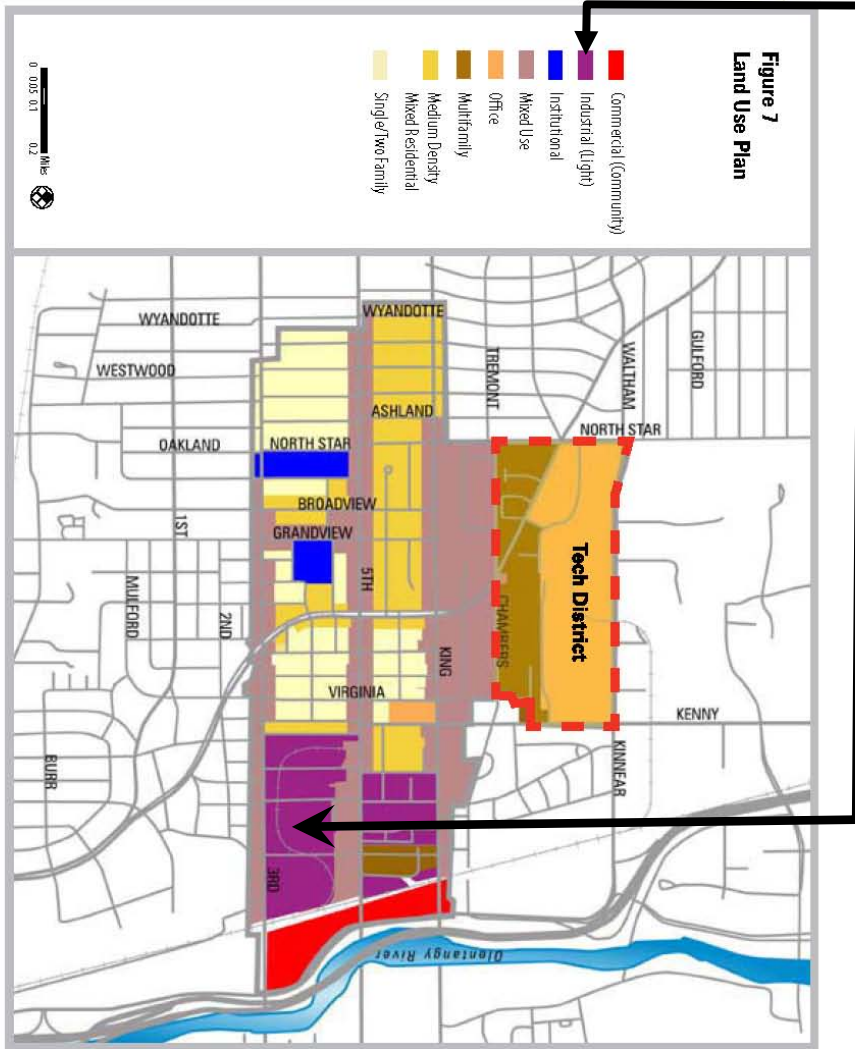 Figure 7
Land Use Plan
Commercial (Community)
Industrial (Light)
Institutional
Mixed Use
Office
Multifamily
Medium Density
Mixed Residential
Single/Two Family
0 0.05 0.1 0.2
Miles
WYANDOTTE
WYANDOTTE
WESTWOOD
TREMONT
WALTHAM
GULFORD
ASHLAND
NORTH STAR
OAKLAND
NORTH STAR
BROADVIEW
1ST
GRANDVIEW
Tech District
5TH
MULFORD
2ND
CHAMBERS
KING
VIRGINIA
KENNY
KINNEAR
BURR
3RD
Olentangy River